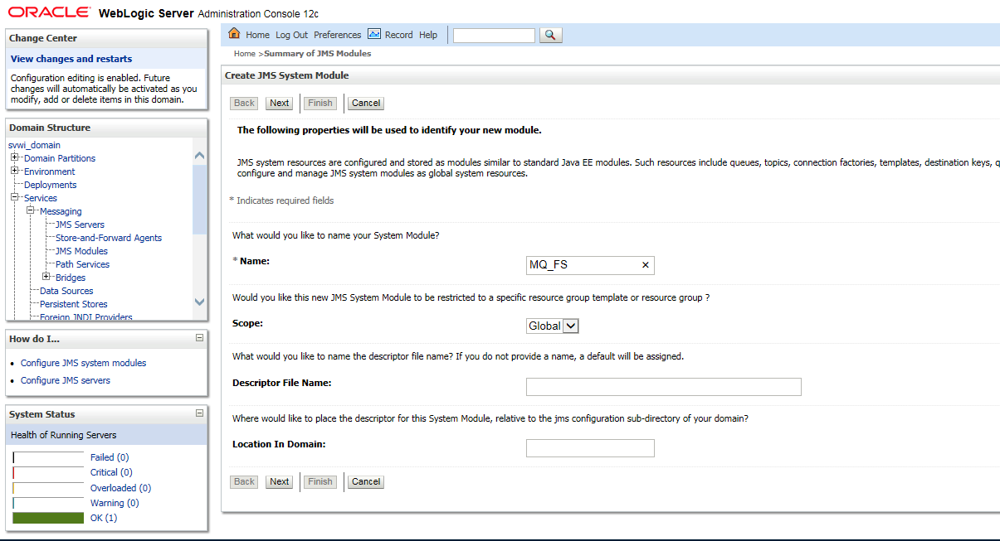 ORACLE WebLogic Server Administration Console 12c
Change Center
View changes and restarts
Configuration editing is enabled. Future
changes will automatically be activated as you
modify, add or delete items in this domain.
Domain Structure
svwi_domain
Domain Partitions
Environment
Deployments
Services
Messaging
JMS Servers
Store-and-Forward Agents
JMS Modules
Path Services
Bridges
Data Sources
Persistent Stores
Foreign JNDI Providers
How do I...
Configure JMS system modules
Configure JMS servers
System Status
Health of Running Servers
Failed (0)
Critical (0)
Overloaded (0)
Warning (0)
OK (1)
Home Log Out Preferences Record Help
Home >Summary of JMS Modules
Create JMS System Module
Back Next Finish Cancel
The following properties will be used to identify your new module.
JMS system resources are configured and stored as modules similar to standard Java EE modules. Such resources include queues, topics, connection factories, templates, destination keys, q
configure and manage JMS system modules as global system resources.
* Indicates required fields
What would you like to name your System Module?
* Name: MQ_FS
Would you like this new JMS System Module to be restricted to a specific resource group template or resource group ?
Scope: Global
What would you like to name the descriptor file name? If you do not provide a name, a default will be assigned.
Descriptor File Name:
Where would like to place the descriptor for this System Module, relative to the jms configuration sub-directory of your domain?
Location In Domain:
Back Next Finish Cancel